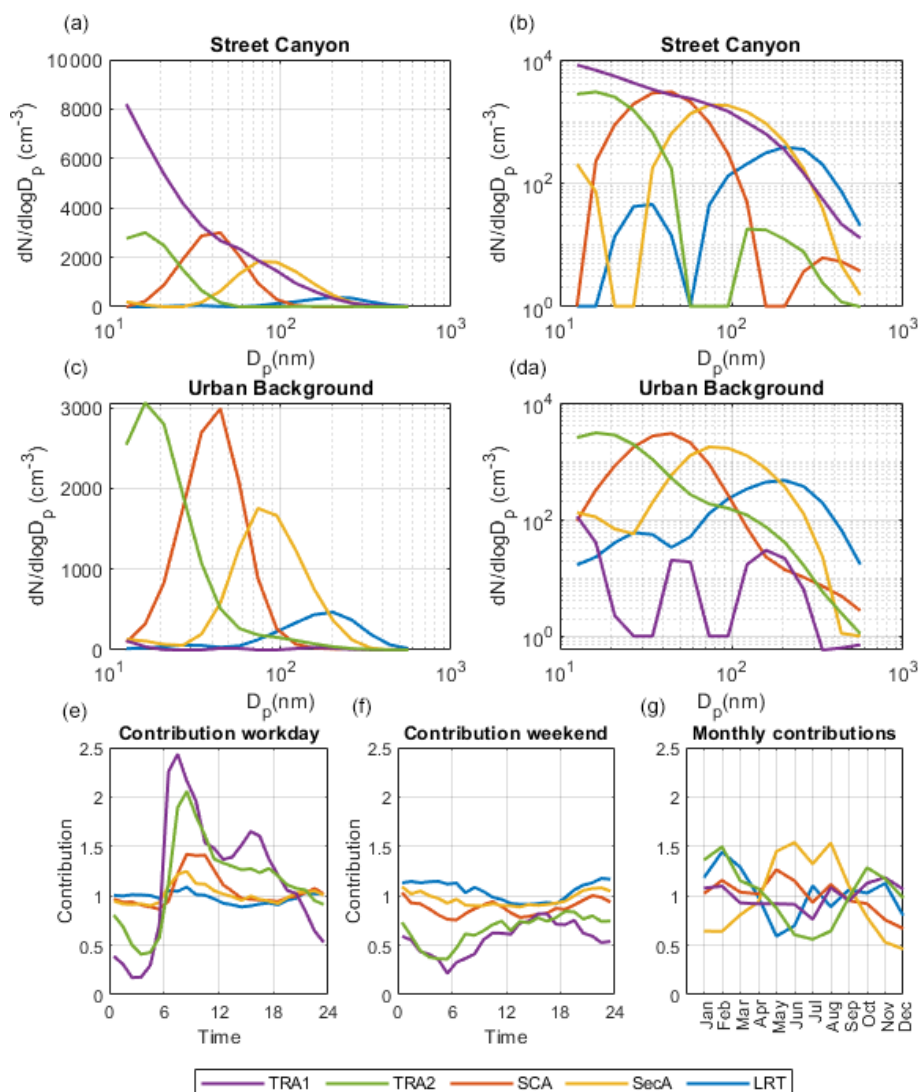 (a)
Street Canyon
dN/dlogD_p (cm^-3)
10 000
8000
6000
4000
2000
0
10^1
10^2
10^3
D_p(nm)
(b)
Street Canyon
dN/dlogD_p (cm^-3)
10^4
10^2
10^0
10^1
10^2
10^3
D_p(nm)
(c)
Urban Background
dN/dlogD_p (cm^-3)
3000
2000
1000
0
10^1
10^2
10^3
D_p(nm)
(da)
Urban Background
dN/dlogD_p (cm^-3)
10^4
10^2
10^0
10^1
10^2
10^3
D_p(nm)
(e)
Contribution workday
Contribution
2.5
2
1.5
1
0.5
0
0 6 12 18 24
Time
(f)
Contribution weekend
Contribution
2.5
2
1.5
1
0.5
0
0 6 12 18 24
Time
(g)
Monthly contributions
2.5
2
1.5
1
0.5
0
Jan
Feb
Mar
Apr
May
Jun
Jul
Aug
Sep
Oct
Nov
Dec
TRA1 TRA2 SCA SecA LRT